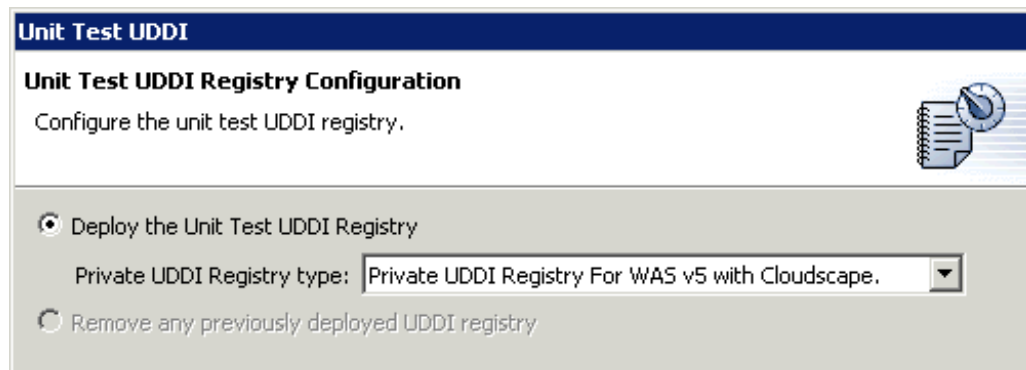 Unit Test UDDI
Unit Test UDDI Registry Configuration
Configure the unit test UDDI registry.
Deploy the Unit Test UDDI Registry
Private UDDI Registry type: Private UDDI Registry For WAS v5 with Cloudscape.
Remove any previously deployed UDDI registry